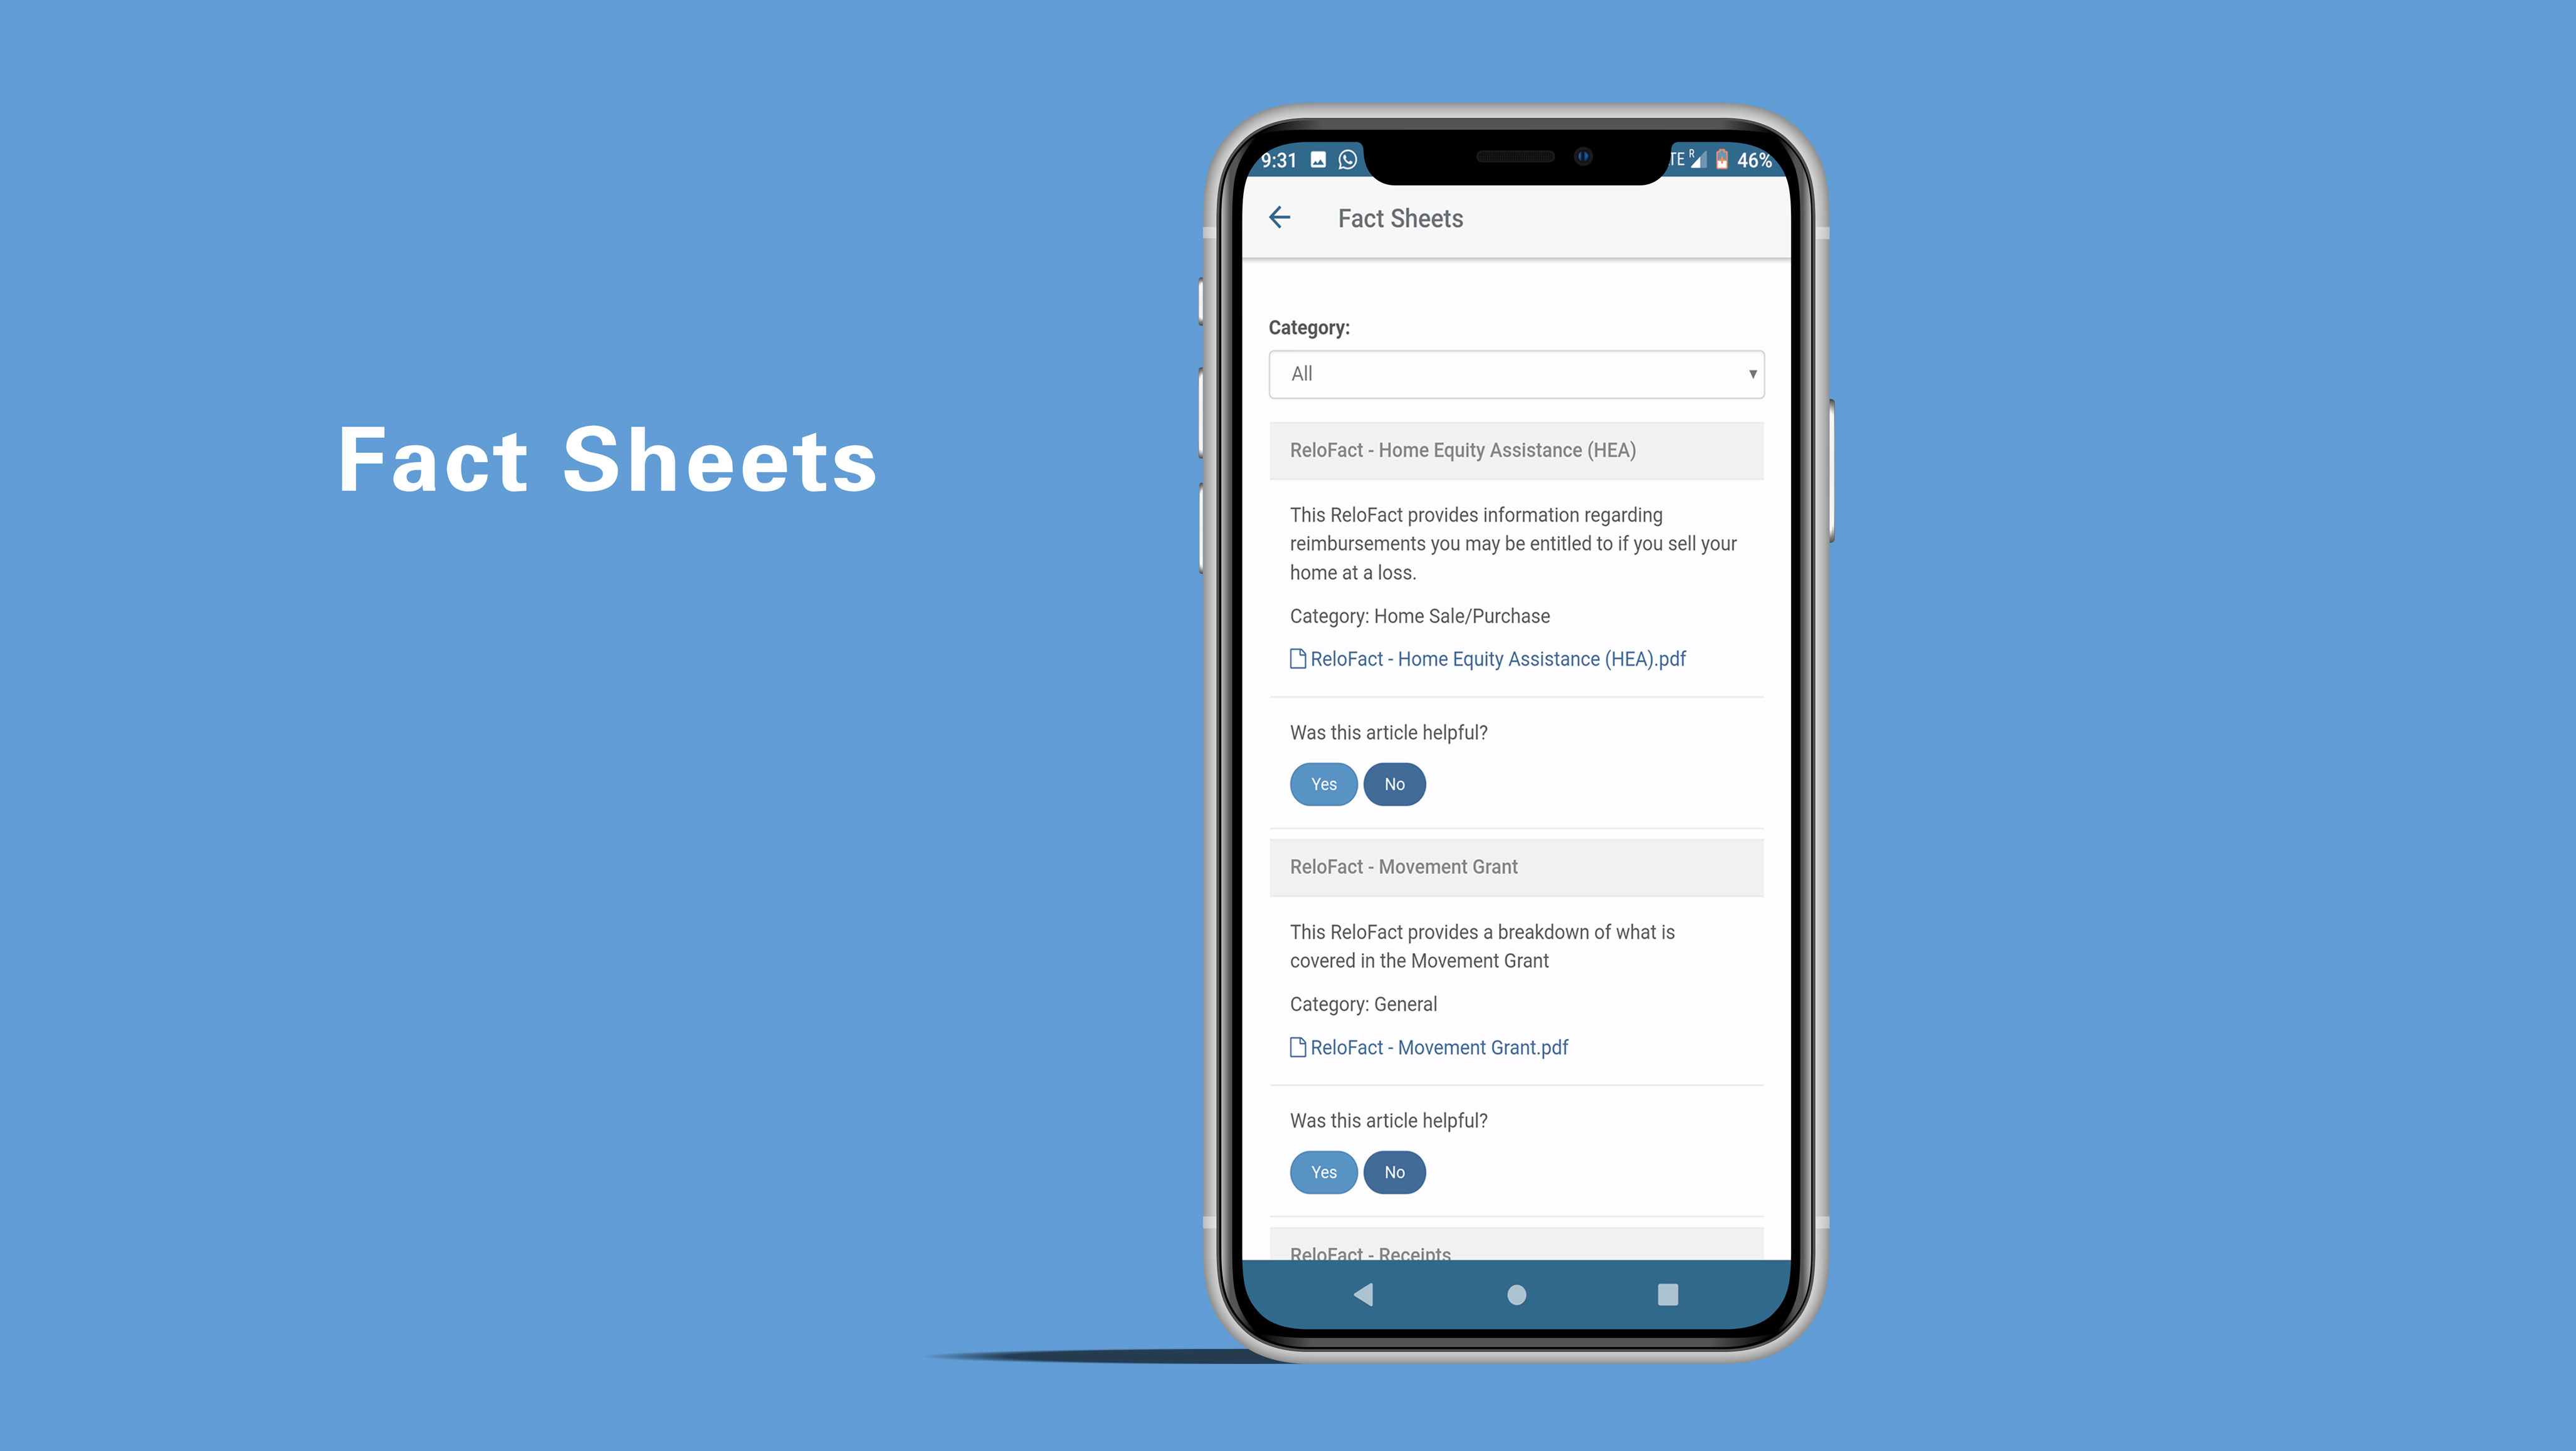 Fact Sheets
9:31
TE R 46%
Fact Sheets
Category:
All
ReloFact - Home Equity Assistance (HEA)
This ReloFact provides information regarding
reimbursements you may be entitled to if you sell your
home at a loss.
Category: Home Sale/Purchase
ReloFact - Home Equity Assistance (HEA).pdf
Was this article helpful?
Yes No
ReloFact - Movement Grant
This ReloFact provides a breakdown of what is
covered in the Movement Grant
Category: General
ReloFact - Movement Grant.pdf
Was this article helpful?
Yes No
ReloFact - Receipts